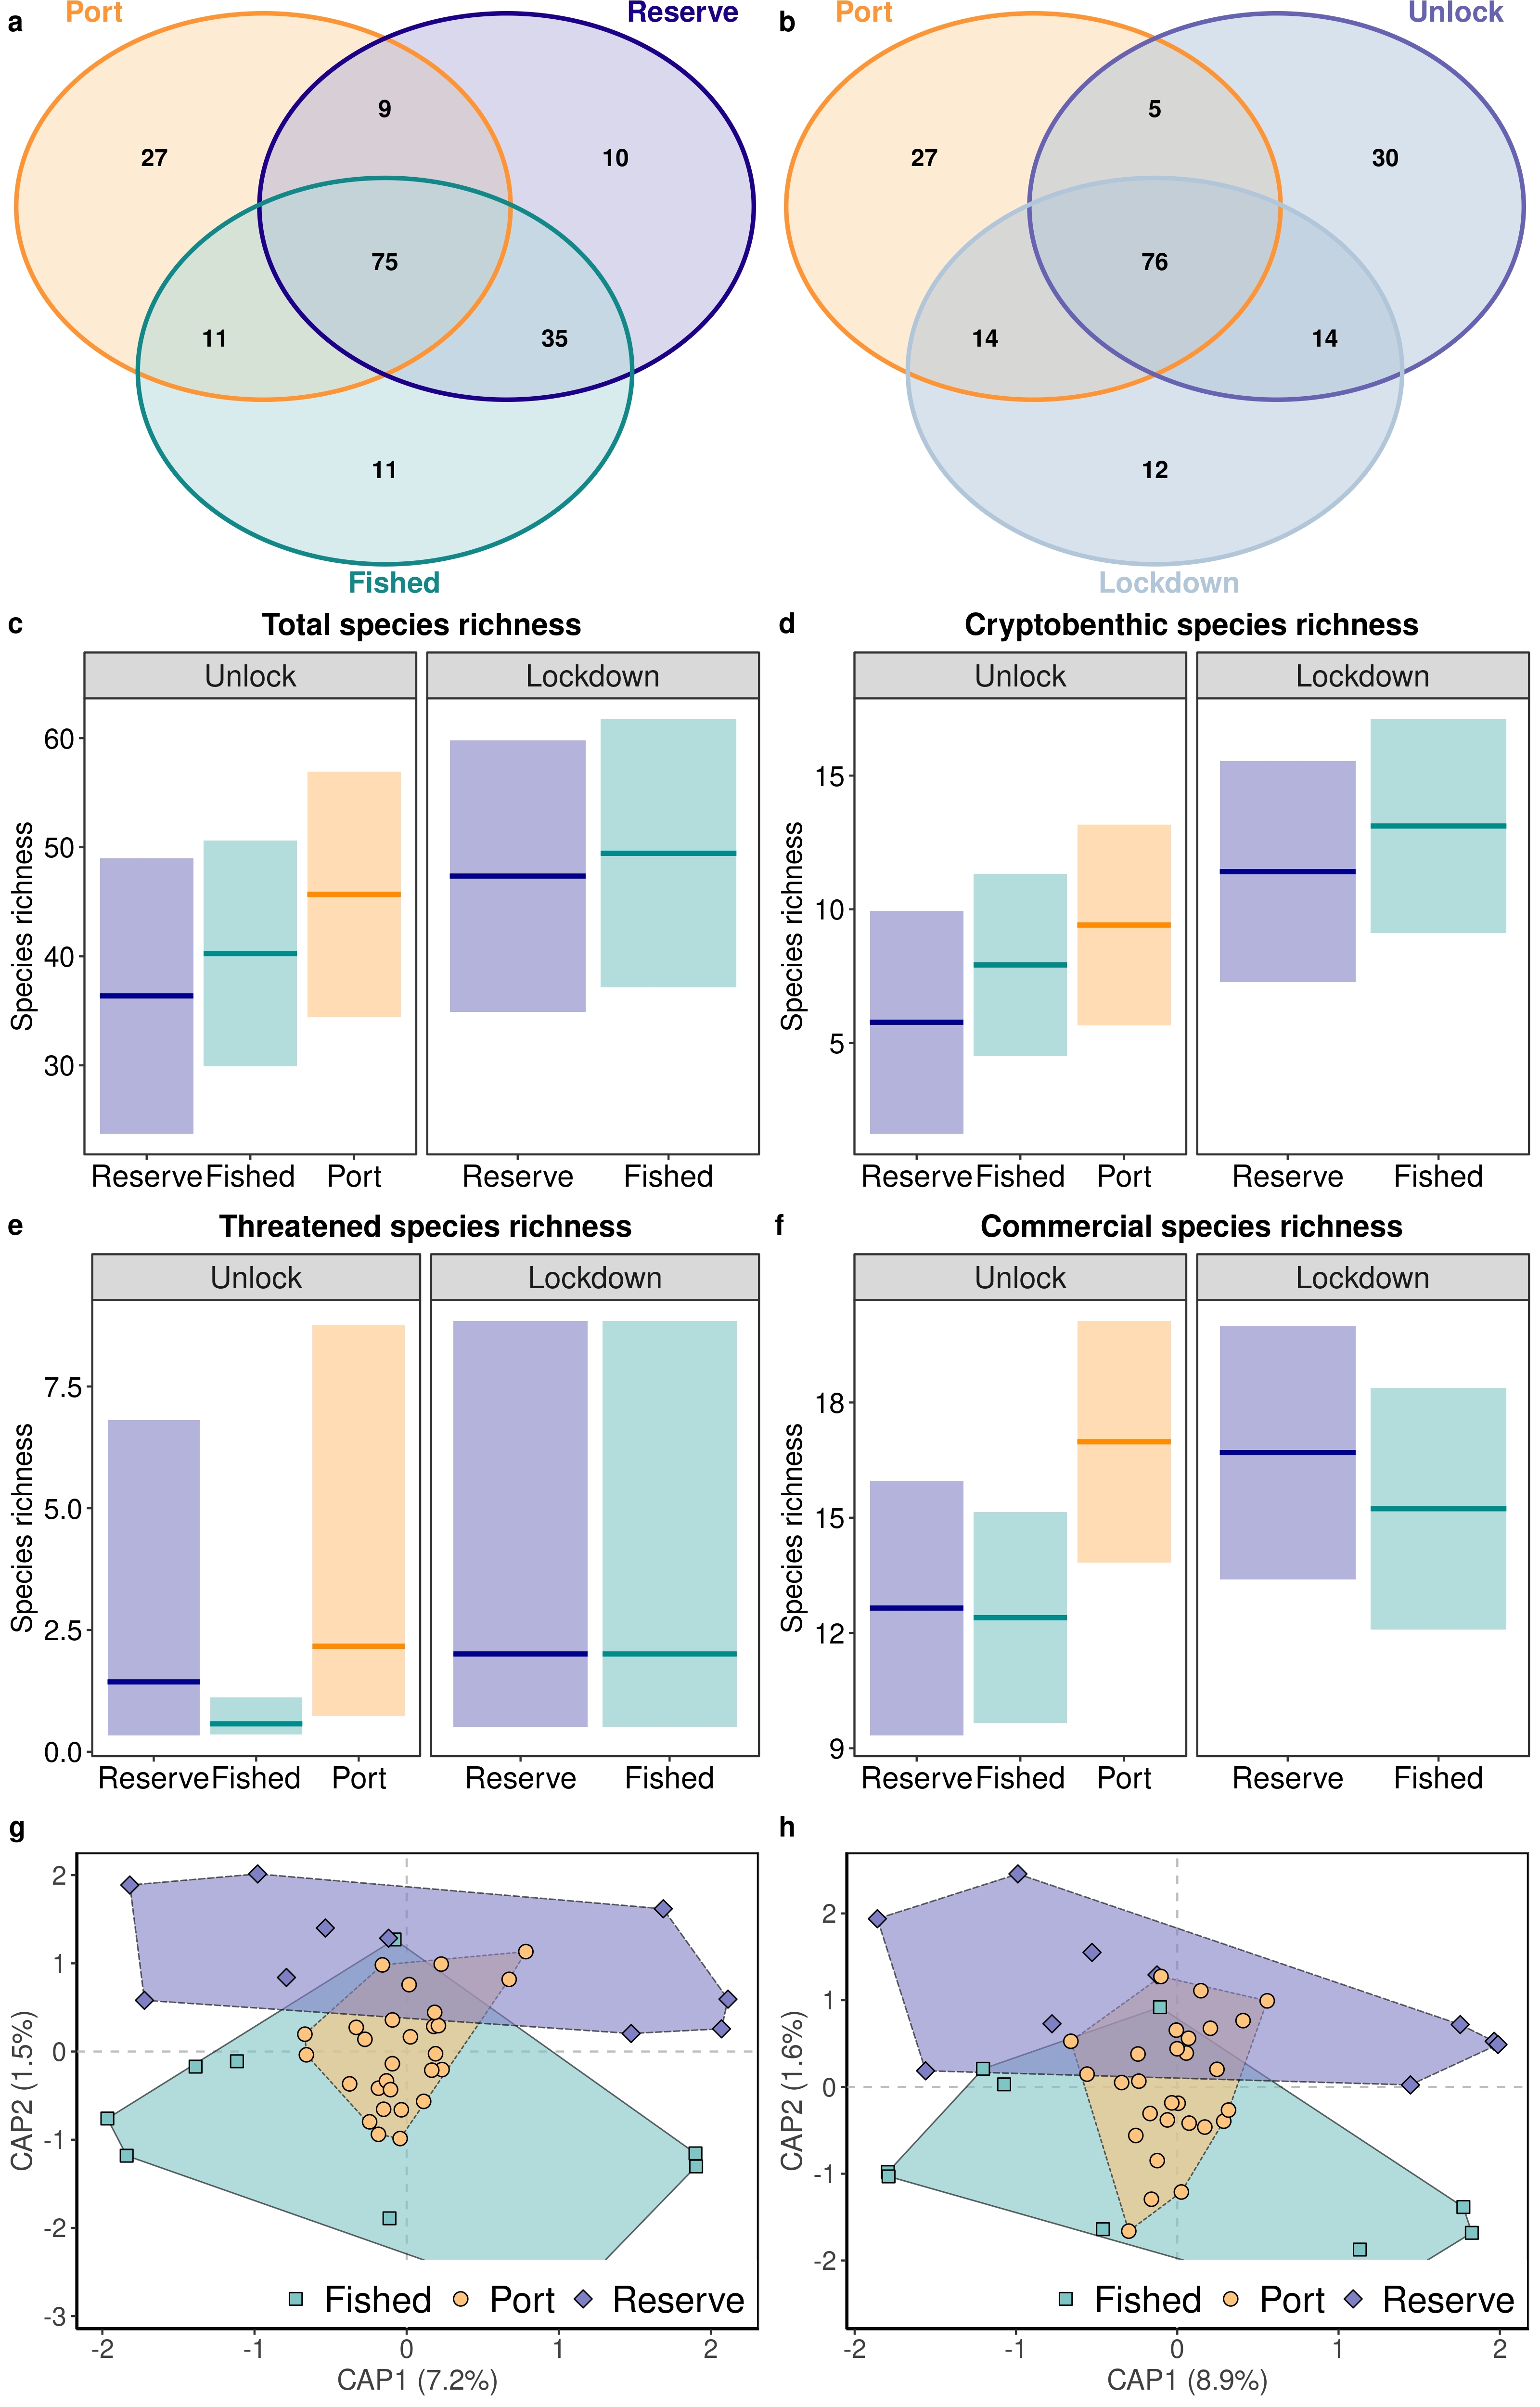 a Port Reserve
9
27 10
75
11 35
11
Fished
b Port Unlock
5
27 30
76
14 14
12
Lockdown
c Total species richness
Unlock Lockdown
Species richness
60
50
40
30
Reserve Fished Port Reserve Fished
d Cryptobenthic species richness
Unlock Lockdown
Species richness
15
10
5
Reserve Fished Port Reserve Fished
e Threatened species richness
Unlock Lockdown
Species richness
7.5
5.0
2.5
0.0
Reserve Fished Port Reserve Fished
f Commercial species richness
Unlock Lockdown
Species richness
18
15
12
9
Reserve Fished Port Reserve Fished
g
CAP2 (1.5%)
2
1
0
-1
-2
-3
Fished Port Reserve
-2 -1 0 1 2
CAP1 (7.2%)
h
CAP2 (1.6%)
2
1
0
-1
-2
Fished Port Reserve
-2 -1 0 1 2
CAP1 (8.9%)